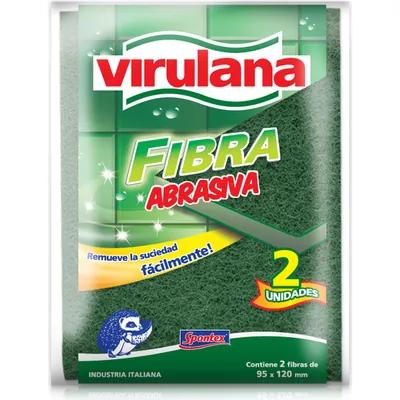 virulana
FIBRA
ABRASIVA
Remueve la suciedad
fácilmente!
2
UNIDADES
Spontex
Contiene 2 fibras de
95 x 120 mm
INDUSTRIA ITALIANA